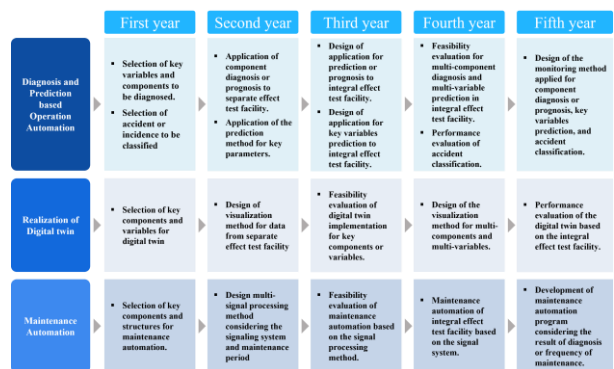 First year
Second year
Third year
Fourth year
Fifth year
Diagnosis and
Prediction
based
Operation
Automation
▪ Selection of key
variables and
components to be
diagnosed.
▪ Selection of
accident or
incidence to be
classified
▪ Application of
component
diagnosis or
prognosis to
separate effect
test facility.
▪ Application of the
prediction
method for key
parameters.
▪ Design of
application for
prediction or
prognosis to
integral effect
test facility.
▪ Design of
application for
key variables
prediction to
integral effect
test facility.
▪ Feasibility
evaluation for
multi-component
diagnosis and
multi-variable
prediction in
integral effect
test facility.
▪ Performance
evaluation of
accident
classification.
▪ Design of the
monitoring method
applied for
component
diagnosis or
prognosis, key
variables
prediction, and
accident
classification.
Realization of
Digital twin
▪ Selection of key
components and
variables for
digital twin
▪ Design of
visualization
method for data
from separate
effect test facility
▪ Feasibility
evaluation of
digital twin
implementation for
key components or
variables.
▪ Design of the
visualization
method for multi-
components and
multi-variables.
▪ Performance
evaluation of the
digital twin based
on the integral
effect test facility.
Maintenance
Automation
▪ Selection of key
components and
structures for
maintenance
automation.
▪ Design multi-
signal processing
method
considering the
signaling system
and maintenance
period
▪ Feasibility
evaluation of
maintenance
automation based
on the signal
processing method.
▪ Maintenance
automation of
integral effect
test facility based
on the signal
system.
▪ Development of
maintenance
automation
program
considering the
result of diagnosis
or frequency of
maintenance.